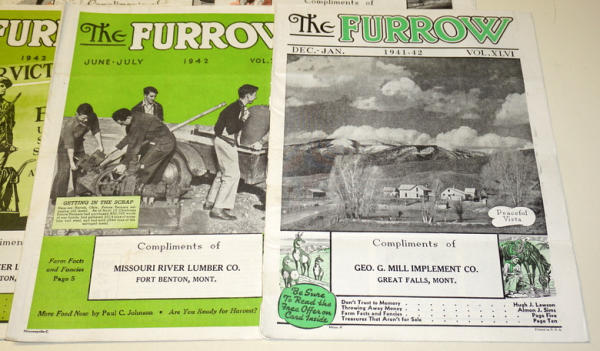 Compliments of
1942
VICT
The FURROW
JUNE-JULY 1942 VOL.
GETTING IN THE SCRAP
Compliments of
MISSOURI RIVER LUMBER CO.
FORT BENTON, MONT.
Farm Facts
and Fancies
Page 5
More Food Now by Paul C. Johnson • Are You Ready for Harvest?
The FURROW
DEC.-JAN. 1941-42 VOL. XLVI
Peaceful
Vista
Compliments of
GEO. G. MILL IMPLEMENT CO.
GREAT FALLS, MONT.
Be Sure
To Read the
Free Offer on
Card Inside
Don't Trust to Memory Hugh J. Lawson
Throwing Away Money Almon J. Sims
Farm Facts and Fancies Page Five
Treasures That Aren't for Sale Page Ten